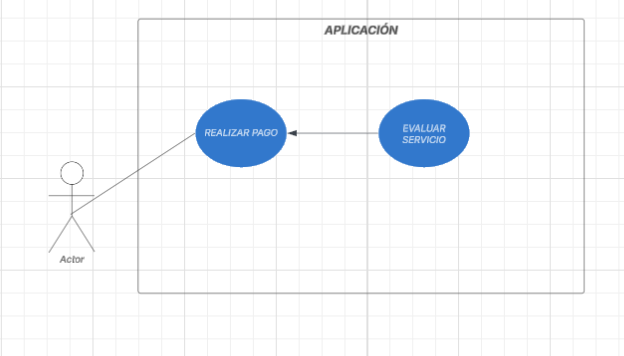 APLICACIÓN
REALIZAR PAGO
EVALUAR
SERVICIO
Actor